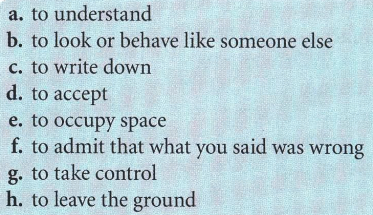 a. to understand
b. to look or behave like someone else
c. to write down
d. to accept
e. to occupy space
f. to admit that what you said was wrong
g. to take control
h. to leave the ground